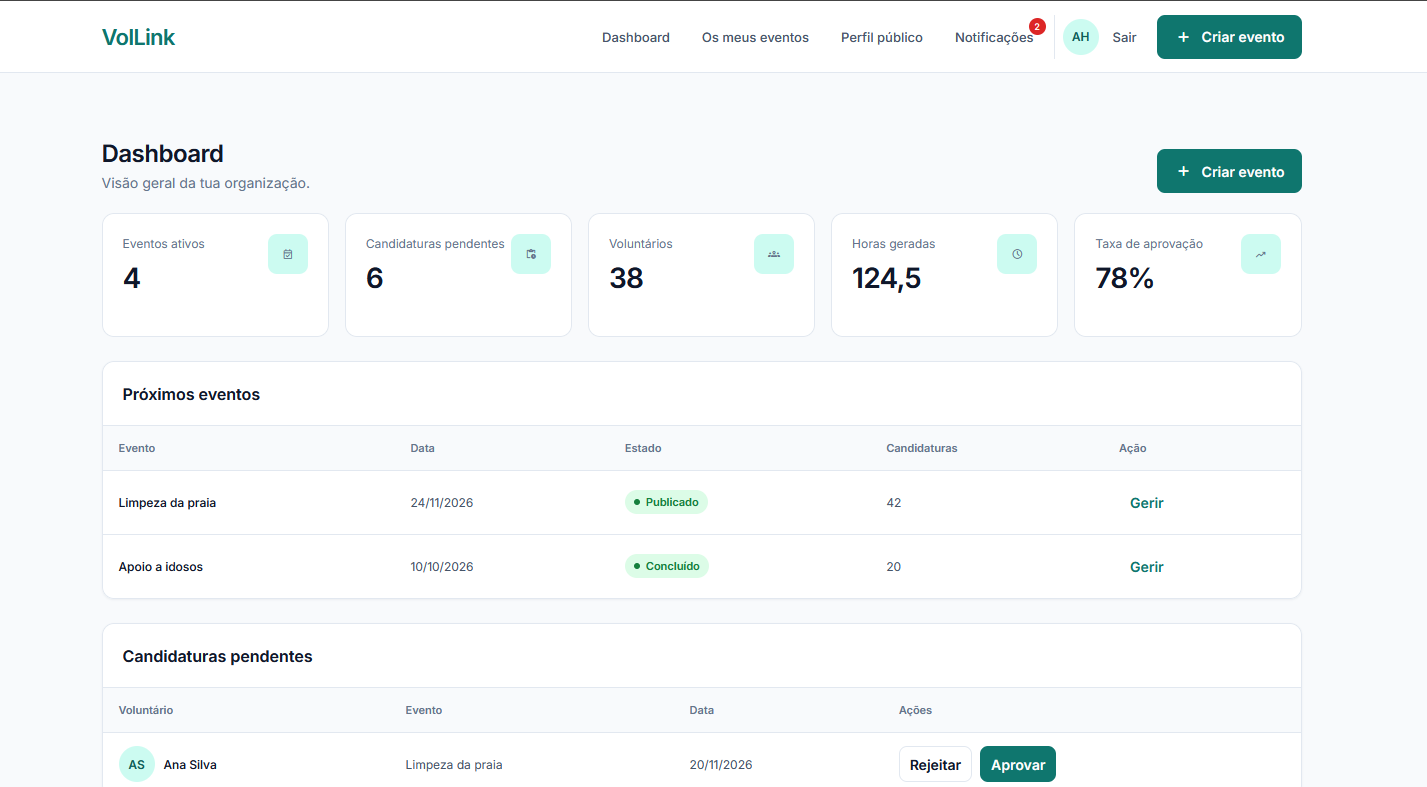 VolLink
Dashboard Os meus eventos Perfil público Notificações 2 AH Sair + Criar evento
Dashboard
Visão geral da tua organização.
+ Criar evento
Eventos ativos
4
Candidaturas pendentes
6
Voluntários
38
Horas geradas
124,5
Taxa de aprovação
78%
Próximos eventos
Evento Data Estado Candidaturas Ação
Limpeza da praia 24/11/2026 Publicado 42 Gerir
Apoio a idosos 10/10/2026 Concluído 20 Gerir
Candidaturas pendentes
Voluntário Evento Data Ações
AS Ana Silva Limpeza da praia 20/11/2026 Rejeitar Aprovar